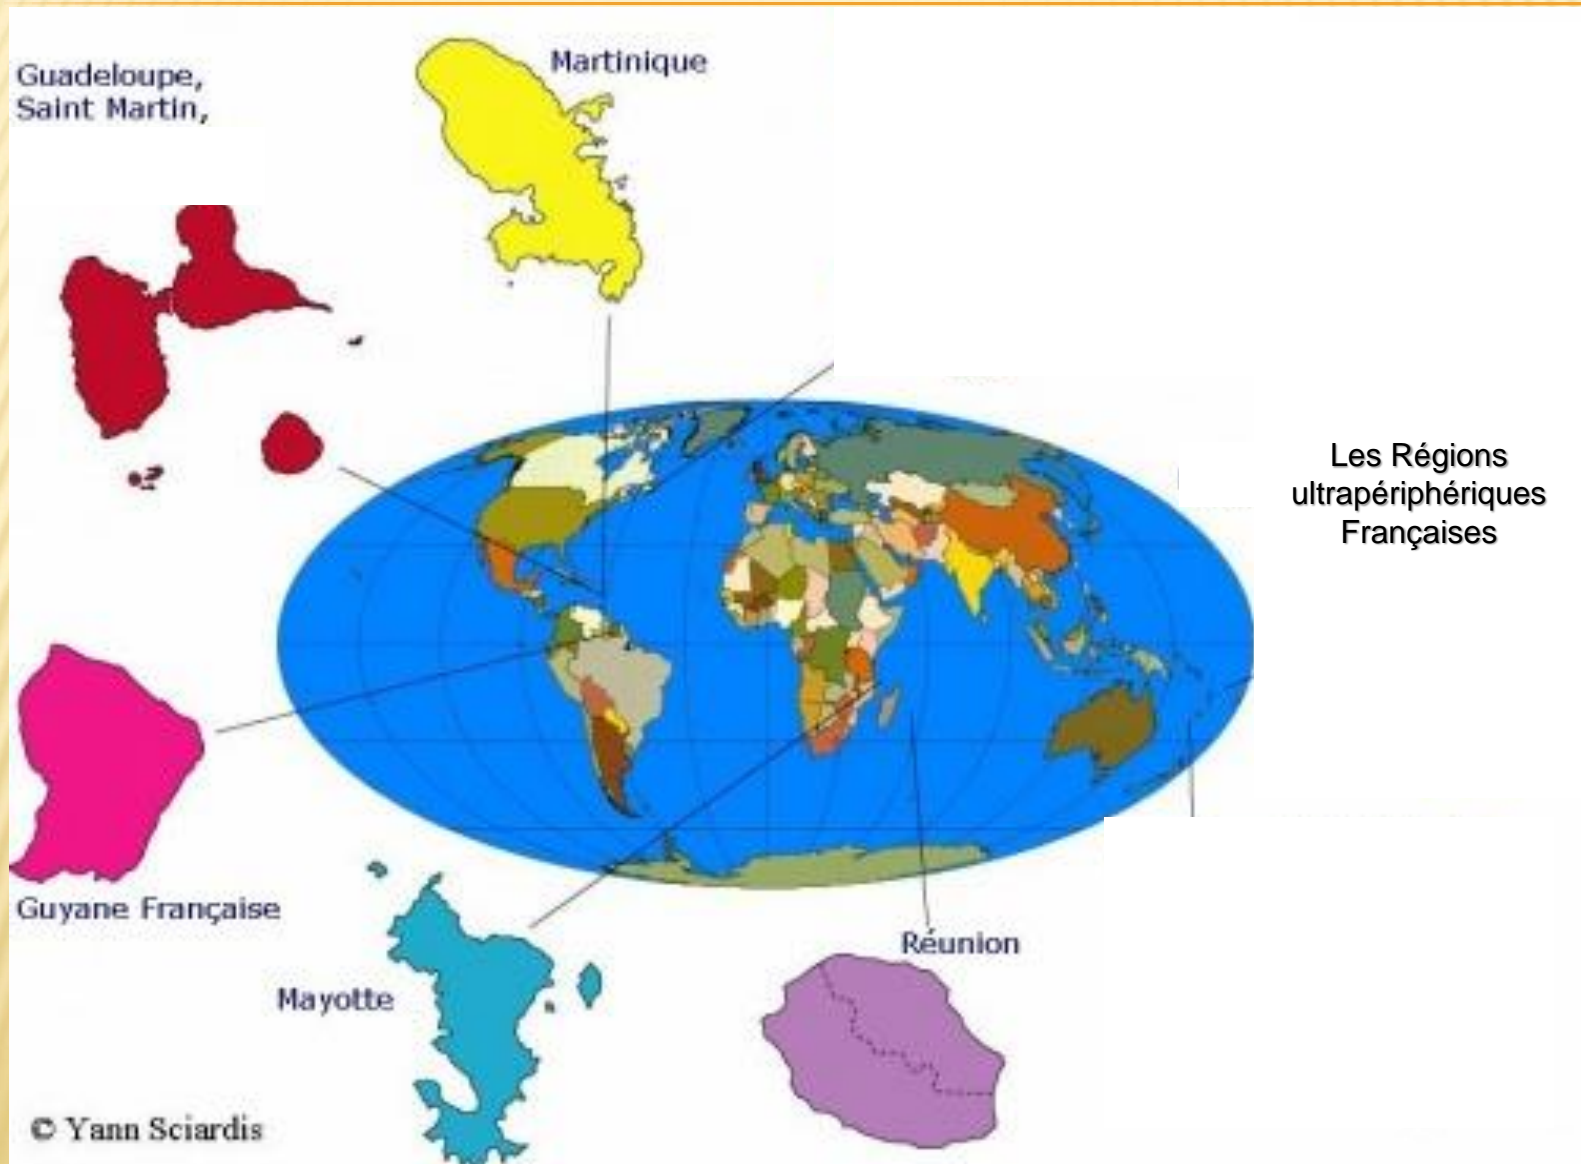 Guadeloupe,
Saint Martin,
Martinique
Les Régions
ultrapériphériques
Françaises
Guyane Française
Mayotte
Réunion
© Yann Sciardis